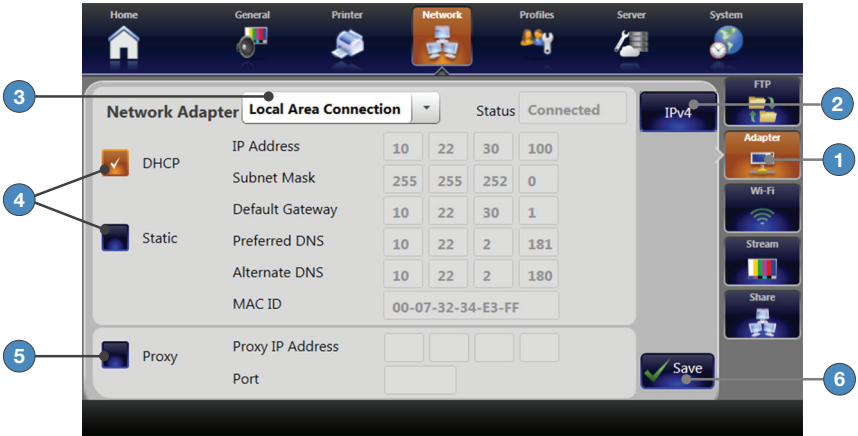 Home General Printer Network Profiles Server System
FTP
3 Network Adapter Local Area Connection Status Connected IPv4 2
Adapter
1
DHCP
IP Address 10 22 30 100
Subnet Mask 255 255 252 0
Wi-Fi
4
Static
Default Gateway 10 22 30 1
Preferred DNS 10 22 2 181
Stream
Alternate DNS 10 22 2 180
MAC ID 00-07-32-34-E3-FF
Share
5 Proxy
Proxy IP Address
Port
Save 6